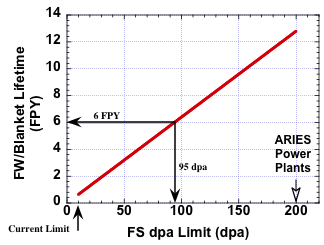 14
12
10
8
6
4
2
0
FW/Blanket Lifetime
(FPY)
6 FPY
95 dpa
ARIES
Power
Plants
0 50 100 150 200
Current Limit
FS dpa Limit (dpa)